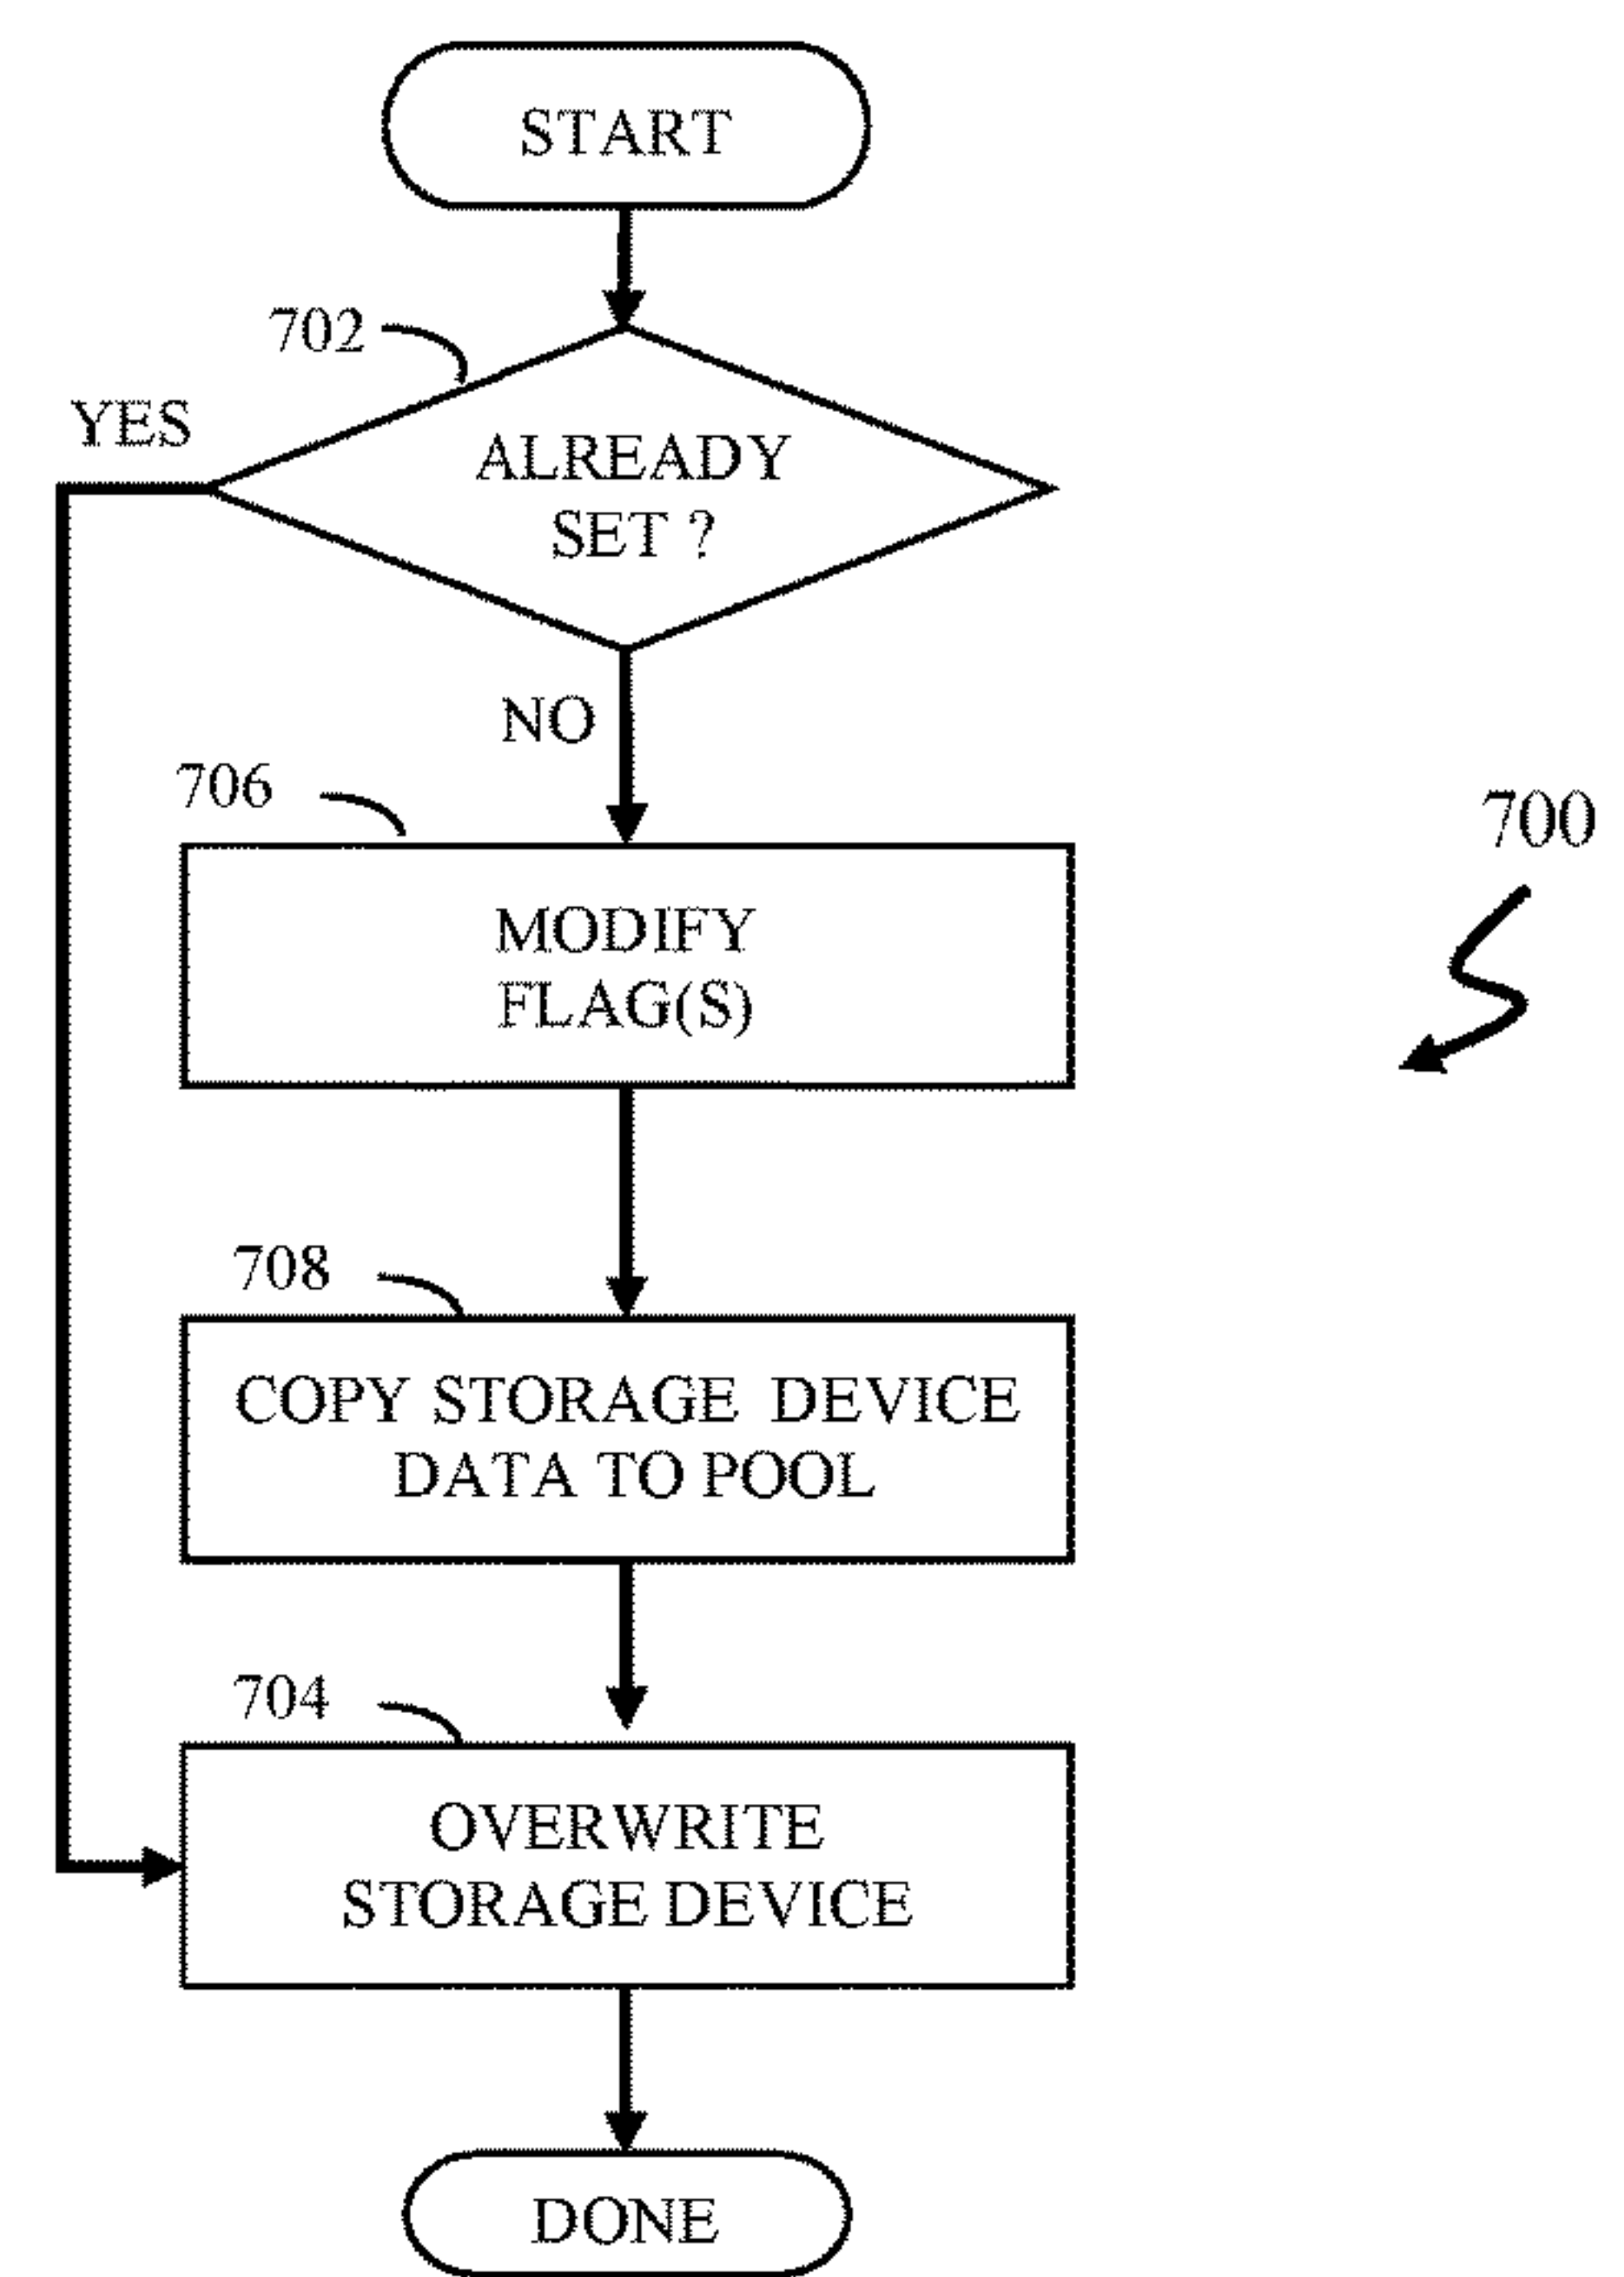 START
702
YES
ALREADY
SET ?
NO
706
700
MODIFY
FLAG(S)
708
COPY STORAGE DEVICE
DATA TO POOL
704
OVERWRITE
STORAGE DEVICE
DONE